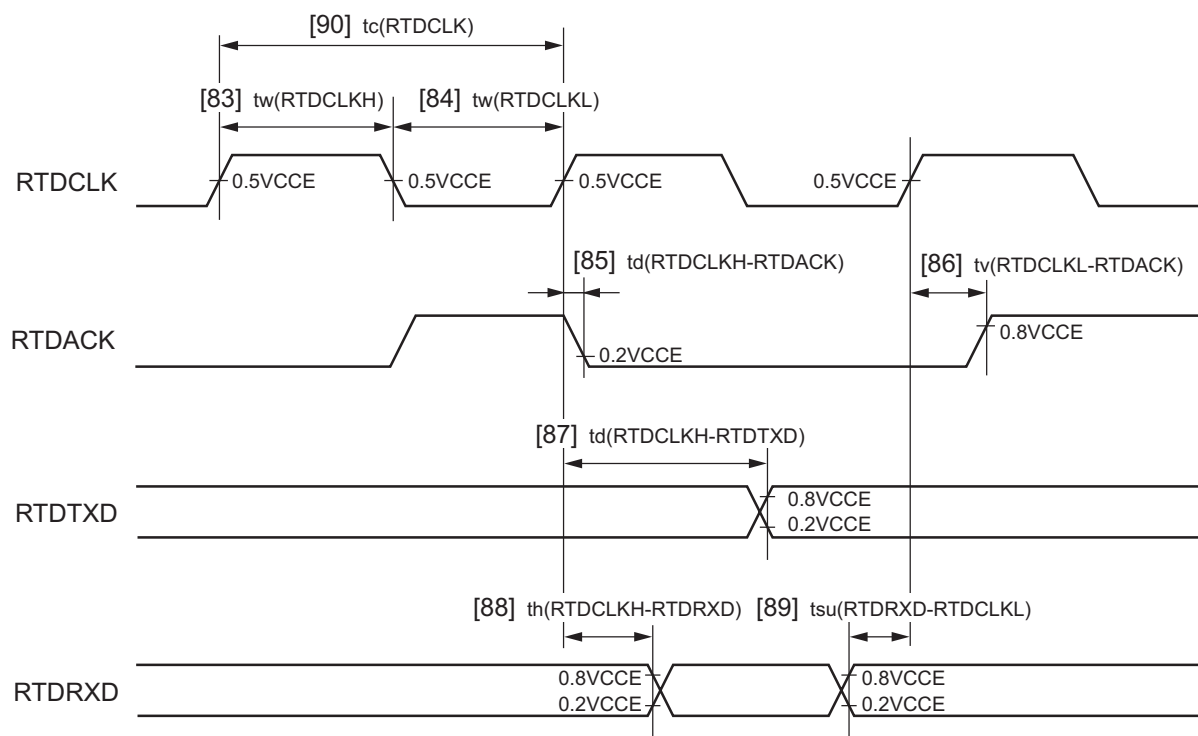 [90] tc(RTDCLK)
[83] tw(RTDCLKH)
[84] tw(RTDCLKL)
RTDCLK
0.5VCCE
0.5VCCE
0.5VCCE
0.5VCCE
[85] td(RTDCLKH-RTDACK)
[86] tv(RTDCLKL-RTDACK)
RTDACK
0.2VCCE
0.8VCCE
[87] td(RTDCLKH-RTDTXD)
RTDTXD
0.8VCCE
0.2VCCE
[88] th(RTDCLKH-RTDRXD)
[89] tsu(RTDRXD-RTDCLKL)
RTDRXD
0.8VCCE
0.2VCCE
0.8VCCE
0.2VCCE